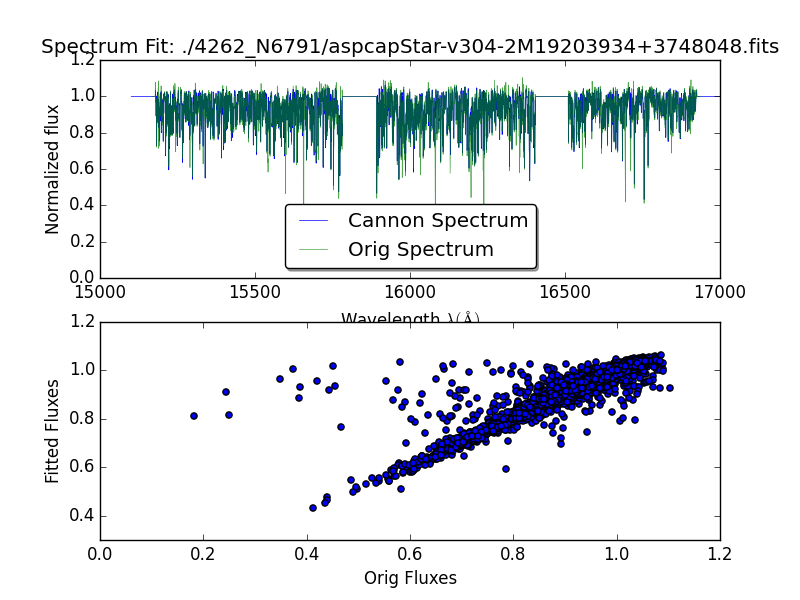 Spectrum Fit: ./4262_N6791/aspcapStar-v304-2M19203934+3748048.fits
1.2
1.0
0.8
0.6
0.4
0.2
0.0
Normalized flux
Cannon Spectrum
Orig Spectrum
15000 15500 16000 16500 17000
Wavelength λ(Å)
1.2
1.0
0.8
0.6
0.4
Fitted Fluxes
0.0 0.2 0.4 0.6 0.8 1.0 1.2
Orig Fluxes